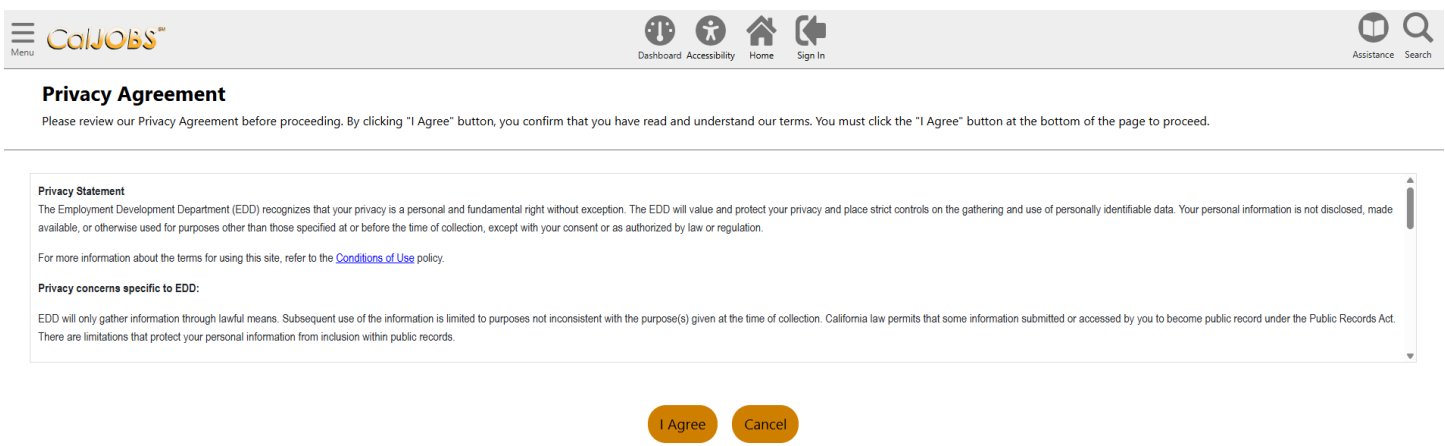 Menu
CalJOBS℠
Dashboard
Accessibility
Home
Sign In
Assistance
Search
Privacy Agreement
Please review our Privacy Agreement before proceeding. By clicking "I Agree" button, you confirm that you have read and understand our terms. You must click the "I Agree" button at the bottom of the page to proceed.
Privacy Statement
The Employment Development Department (EDD) recognizes that your privacy is a personal and fundamental right without exception. The EDD will value and protect your privacy and place strict controls on the gathering and use of personally identifiable data. Your personal information is not disclosed, made
available, or otherwise used for purposes other than those specified at or before the time of collection, except with your consent or as authorized by law or regulation.
For more information about the terms for using this site, refer to the Conditions of Use policy.
Privacy concerns specific to EDD:
EDD will only gather information through lawful means. Subsequent use of the information is limited to purposes not inconsistent with the purpose(s) given at the time of collection. California law permits that some information submitted or accessed by you to become public record under the Public Records Act.
There are limitations that protect your personal information from inclusion within public records.
I Agree
Cancel